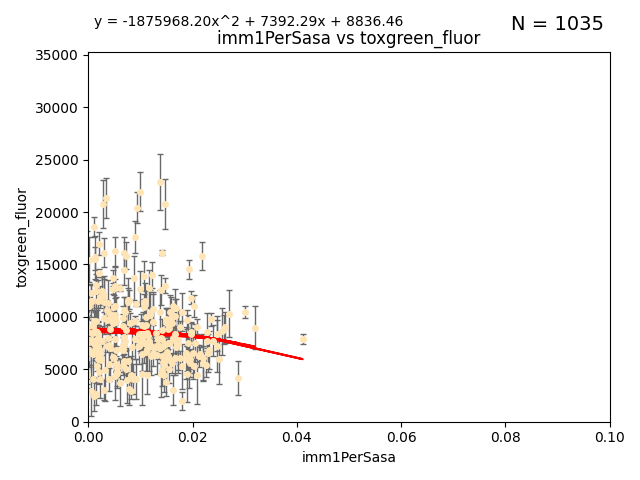 y = -1875968.20x^2 + 7392.29x + 8836.46
N = 1035
imm1PerSasa vs toxgreen_fluor
35000
30000
25000
20000
15000
10000
5000
0
toxgreen_fluor
0.00 0.02 0.04 0.06 0.08 0.10
imm1PerSasa